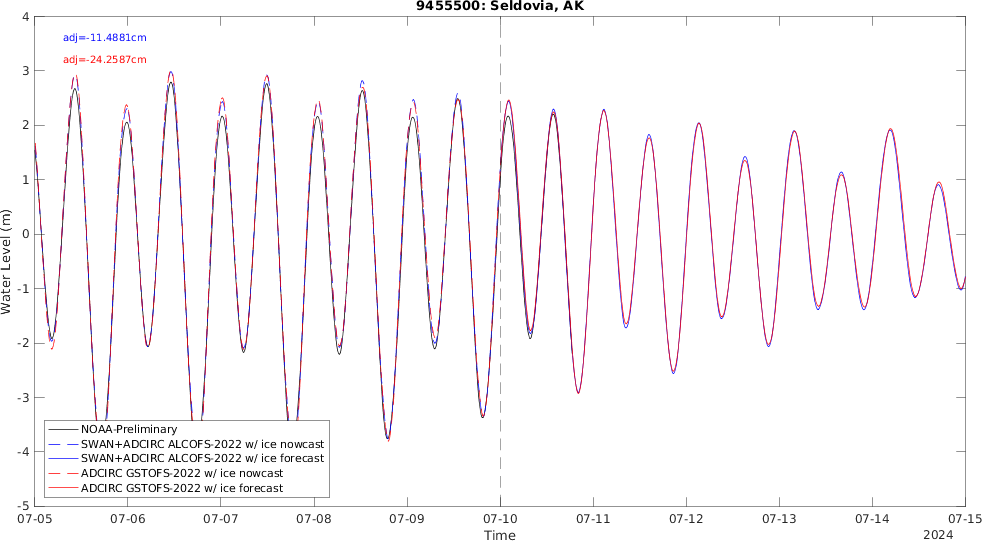 9455500: Seldovia, AK
adj=-11.4881cm
adj=-24.2587cm
4
3
2
1
0
-1
-2
-3
-4
-5
Water Level (m)
NOAA-Preliminary
SWAN+ADCIRC ALCOFS-2022 w/ ice nowcast
SWAN+ADCIRC ALCOFS-2022 w/ ice forecast
ADCIRC GSTOFS-2022 w/ ice nowcast
ADCIRC GSTOFS-2022 w/ ice forecast
07-05 07-06 07-07 07-08 07-09 07-10 07-11 07-12 07-13 07-14 07-15
Time
2024